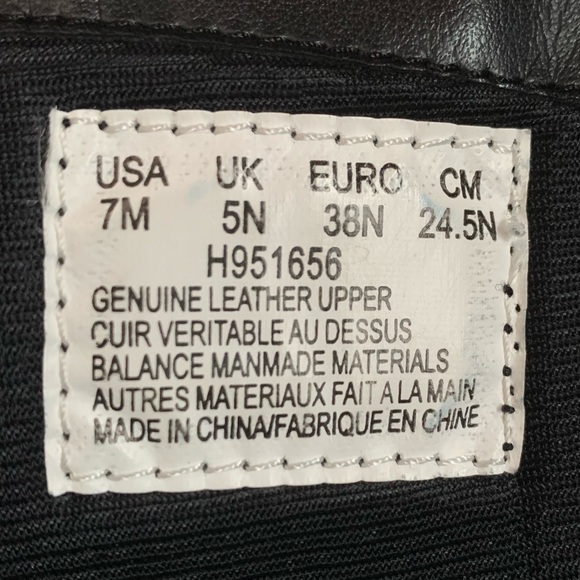 USA UK EURO CM
7M 5N 38N 24.5N
H951656
GENUINE LEATHER UPPER
CUIR VERITABLE AU DESSUS
BALANCE MANMADE MATERIALS
AUTRES MATERIAUX FAIT A LA MAIN
MADE IN CHINA/FABRIQUE EN CHINE